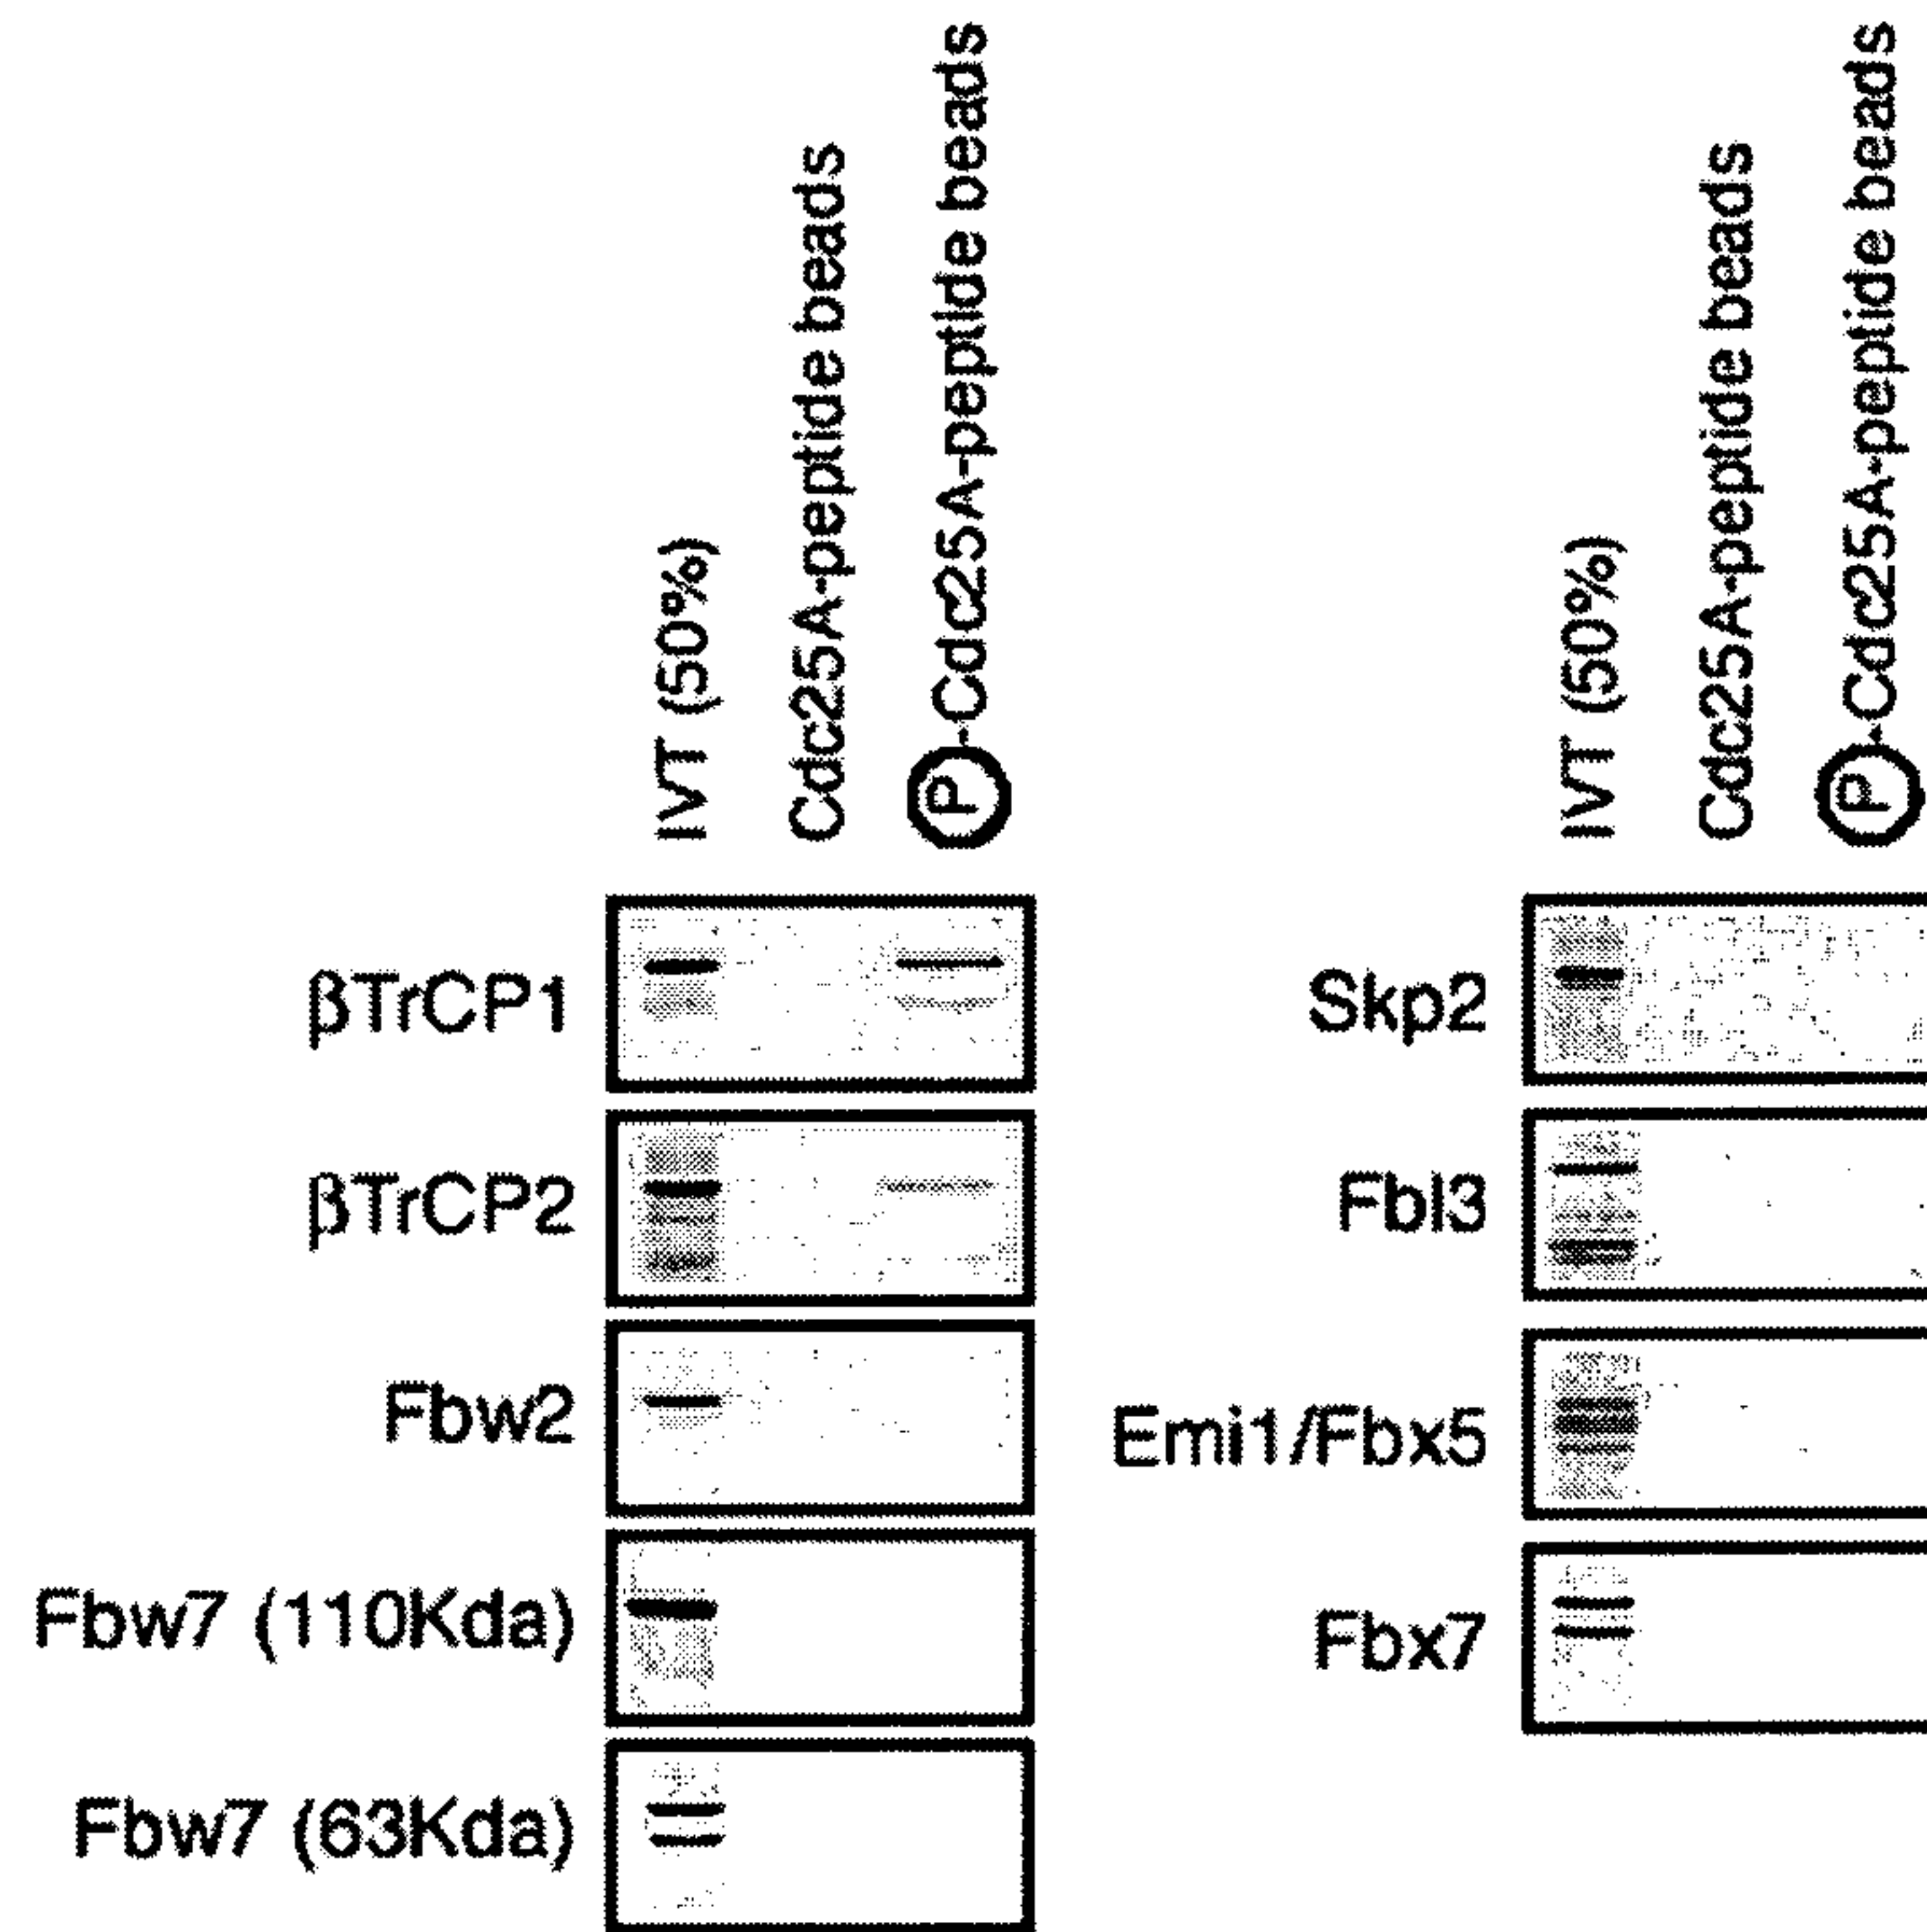 IVT (50%)
Cdc25A-peptide beads
P-Cdc25A-peptide beads
βTrCP1
βTrCP2
Fbw2
Fbw7 (110Kda)
Fbw7 (63Kda)
IVT (50%)
Cdc25A-peptide beads
P-Cdc25A-peptide beads
Skp2
Fbl3
Emi1/Fbx5
Fbx7